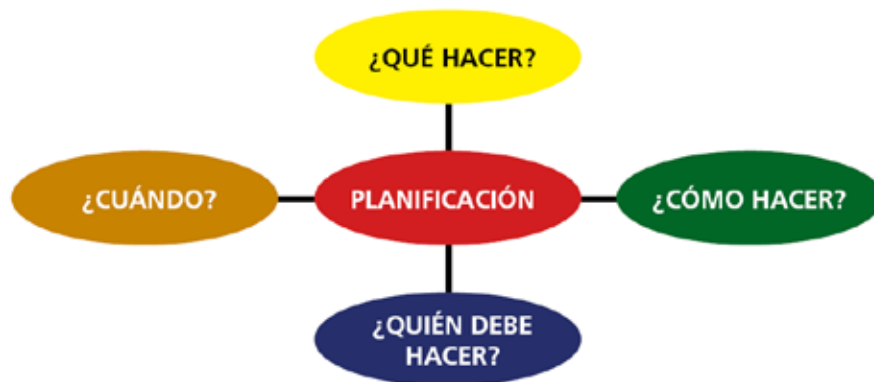 ¿QUÉ HACER?
¿CUÁNDO?
PLANIFICACIÓN
¿CÓMO HACER?
¿QUIÉN DEBE
HACER?